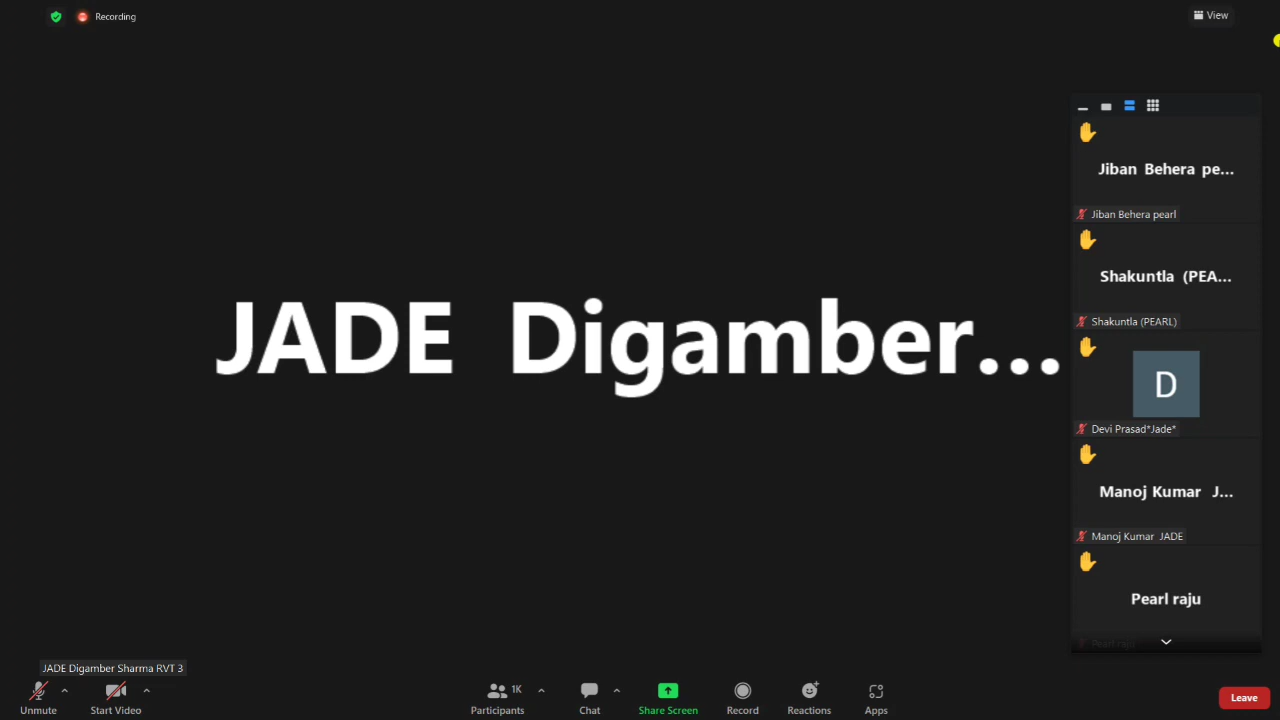 Recording
View
Jiban Behera pe...
Jiban Behera pearl
Shakuntla (PEA...
Shakuntla (PEARL)
D
Devi Prasad*Jade*
Manoj Kumar J...
Manoj Kumar JADE
Pearl raju
Pearl raju
JADE Digamber...
JADE Digamber Sharma RVT 3
Unmute
Start Video
1K
Participants
Chat
Share Screen
Record
Reactions
Apps
Leave